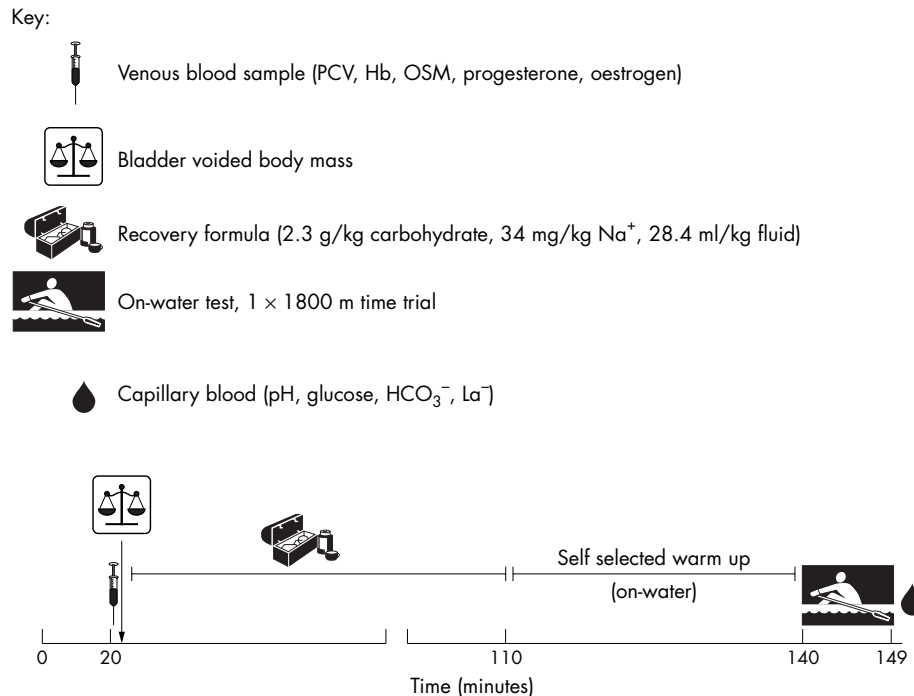 Key:
Venous blood sample (PCV, Hb, OSM, progesterone, oestrogen)
Bladder voided body mass
Recovery formula (2.3 g/kg carbohydrate, 34 mg/kg Na⁺, 28.4 ml/kg fluid)
On-water test, 1 × 1800 m time trial
Capillary blood (pH, glucose, HCO₃⁻, La⁻)
Self selected warm up
(on-water)
0 20 110 140 149
Time (minutes)